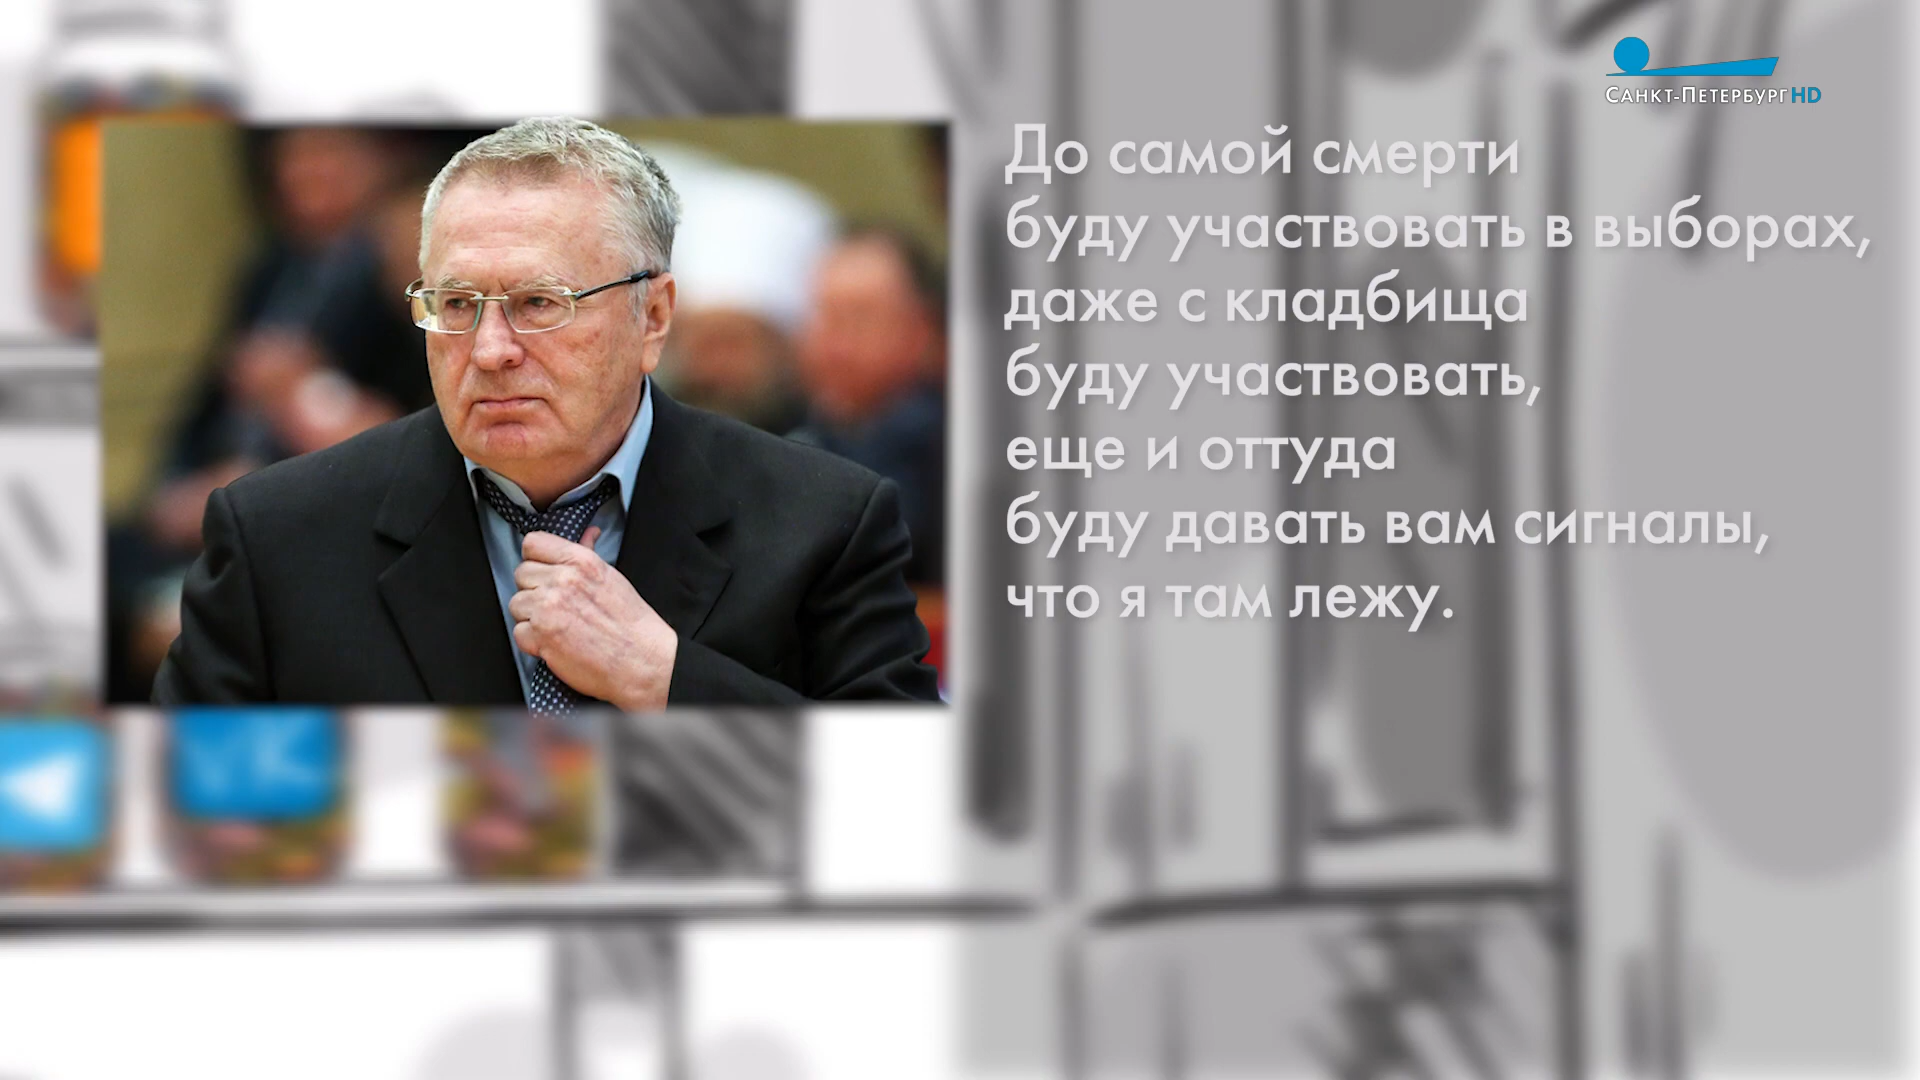 Санкт-Петербург HD
До самой смерти
буду участвовать в выборах,
даже с кладбища
буду участвовать,
еще и оттуда
буду давать вам сигналы,
что я там лежу.